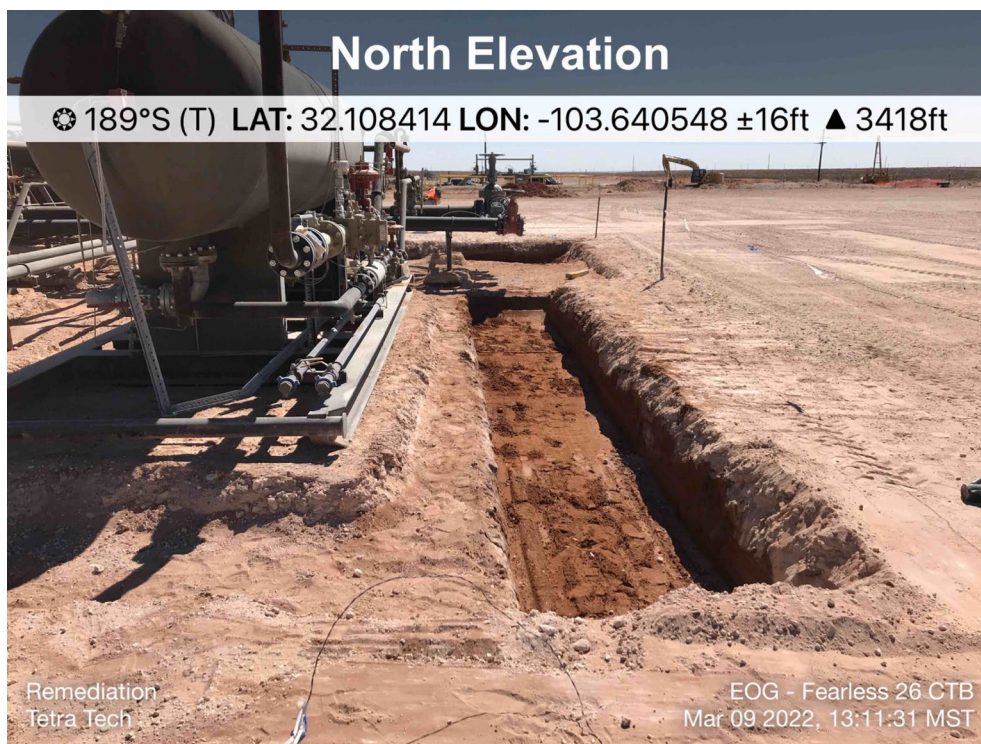 North Elevation
189°S (T) LAT: 32.108414 LON: -103.640548 ±16ft ▲ 3418ft
Remediation
Tetra Tech
EOG - Fearless 26 CTB
Mar 09 2022, 13:11:31 MST